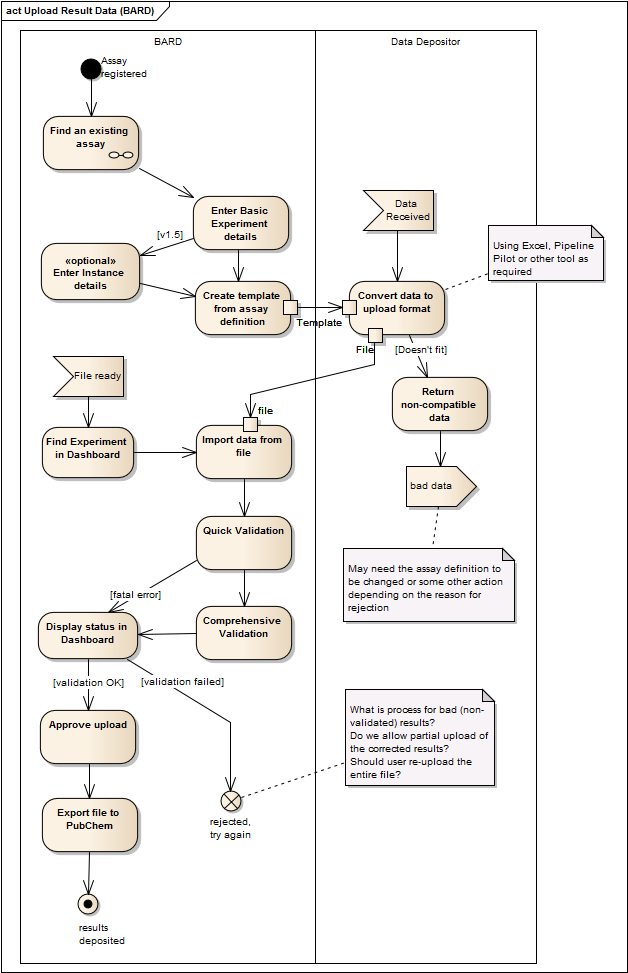 act Upload Result Data (BARD)
BARD
Data Depositor
Assay
registered
Find an existing
assay
Enter Basic
Experiment
details
[v1.5]
«optional»
Enter Instance
details
Create template
from assay
definition
Template
Data
Received
Using Excel, Pipeline
Pilot or other tool as
required
Convert data to
upload format
File
[Doesn't fit]
Return
non-compatible
data
bad data
May need the assay definition to
be changed or some other action
depending on the reason for
rejection
File ready
Find Experiment
in Dashboard
file
Import data from
file
Quick Validation
[fatal error]
Comprehensive
Validation
Display status in
Dashboard
[validation OK]
[validation failed]
Approve upload
What is process for bad (non-
validated) results?
Do we allow partial upload of
the corrected results?
Should user re-upload the
entire file?
rejected,
try again
Export file to
PubChem
results
deposited